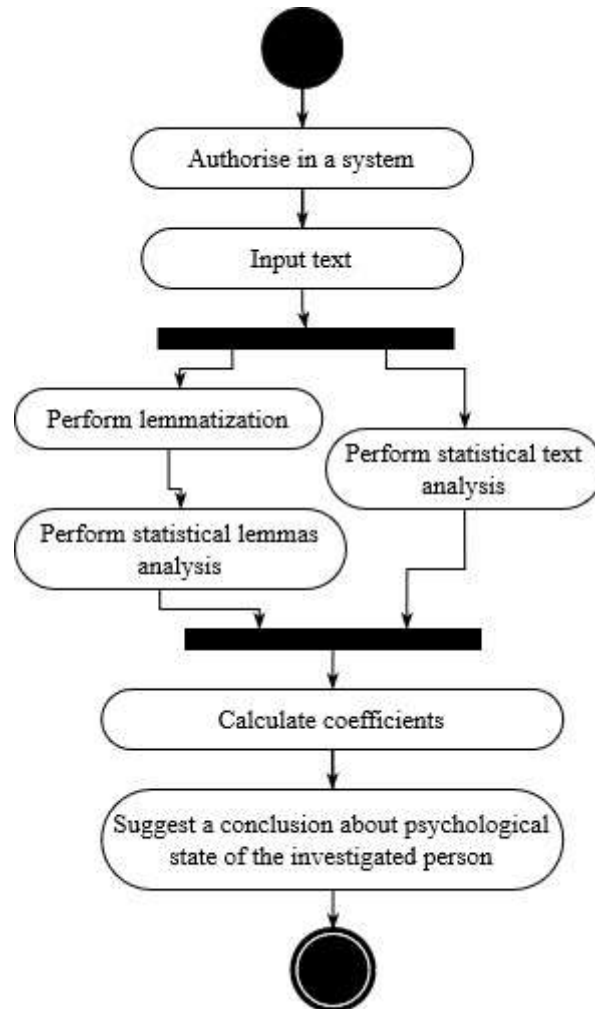 Authorise in a system
Input text
Perform lemmatization
Perform statistical text
analysis
Perform statistical lemmas
analysis
Calculate coefficients
Suggest a conclusion about psychological
state of the investigated person